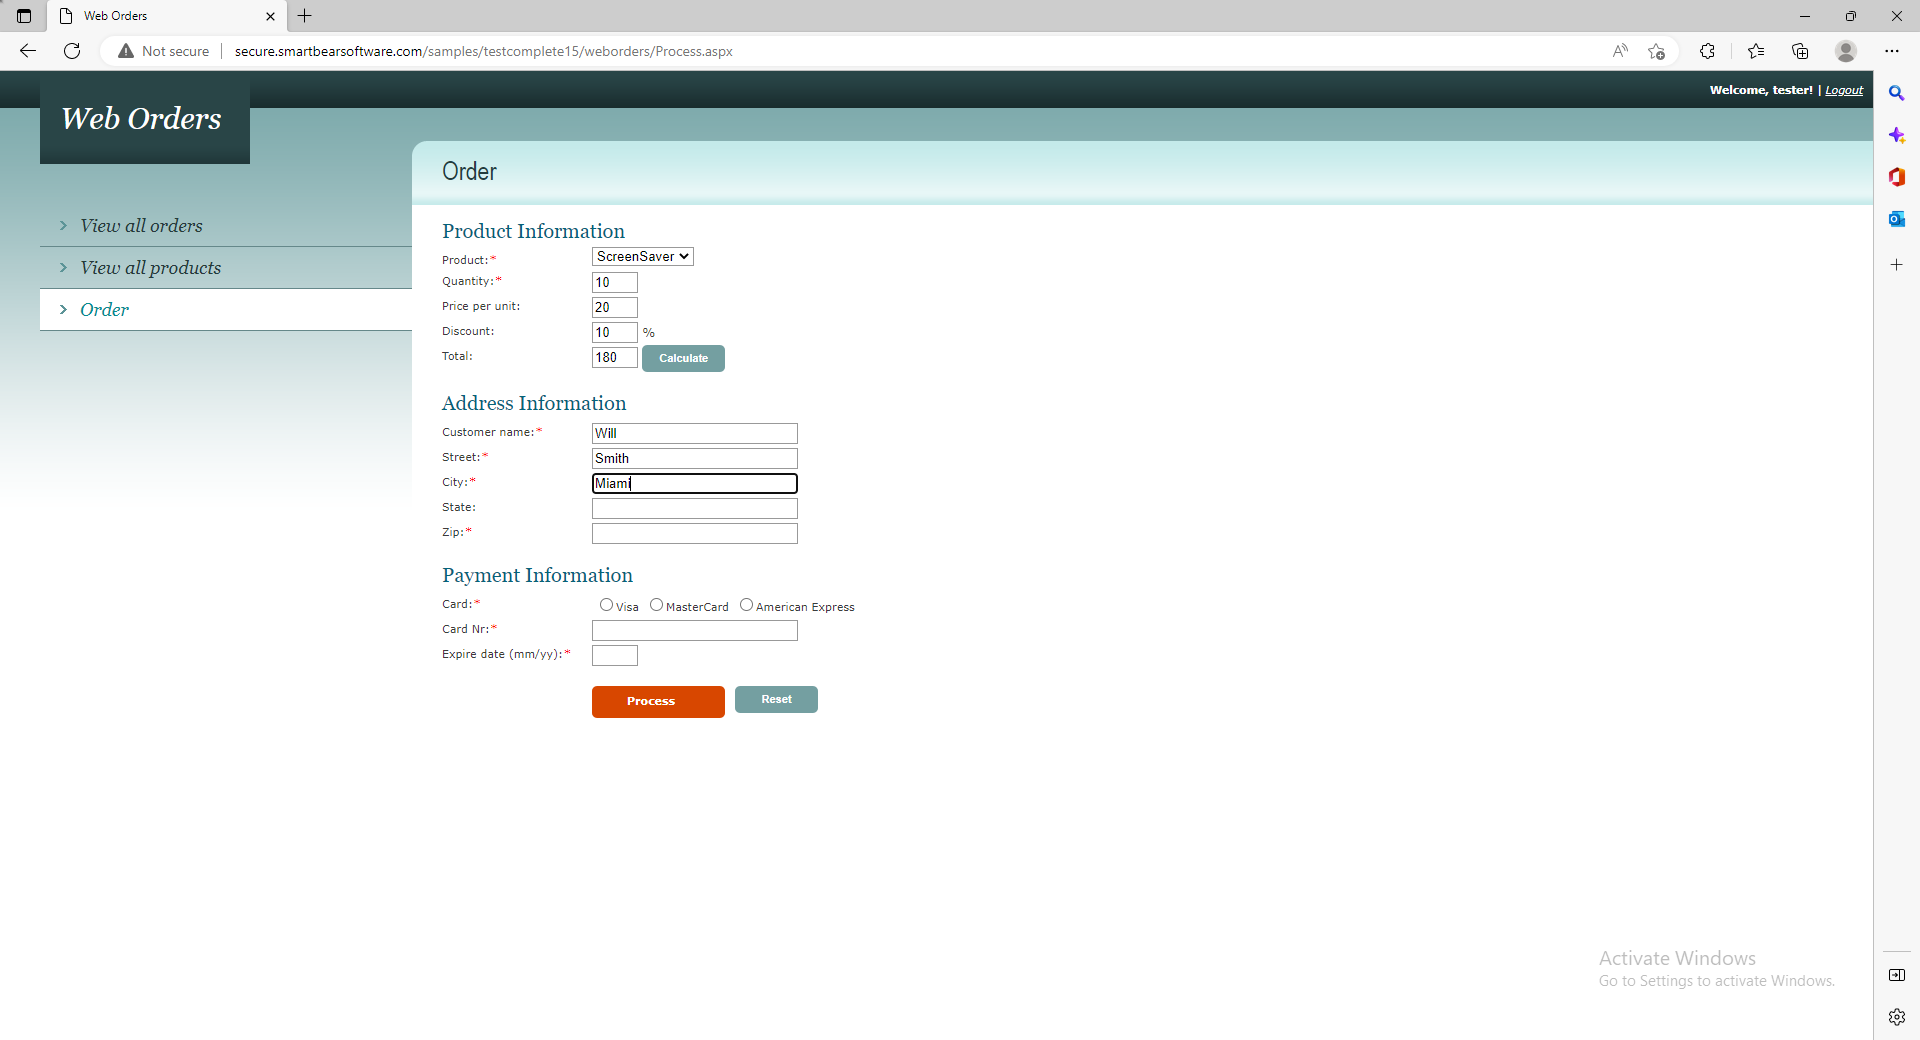 Web Orders
Not secure
secure.smartbearsoftware.com/samples/testcomplete15/weborders/Process.aspx
Welcome, tester! | Logout
Web Orders
Order
View all orders
View all products
Order
Product Information
Product:* ScreenSaver
Quantity:* 10
Price per unit: 20
Discount: 10 %
Total: 180 Calculate
Address Information
Customer name:* Will
Street:* Smith
City:* Miami
State:
Zip:*
Payment Information
Card:* Visa MasterCard American Express
Card Nr:*
Expire date (mm/yy):*
Process Reset
Activate Windows
Go to Settings to activate Windows.